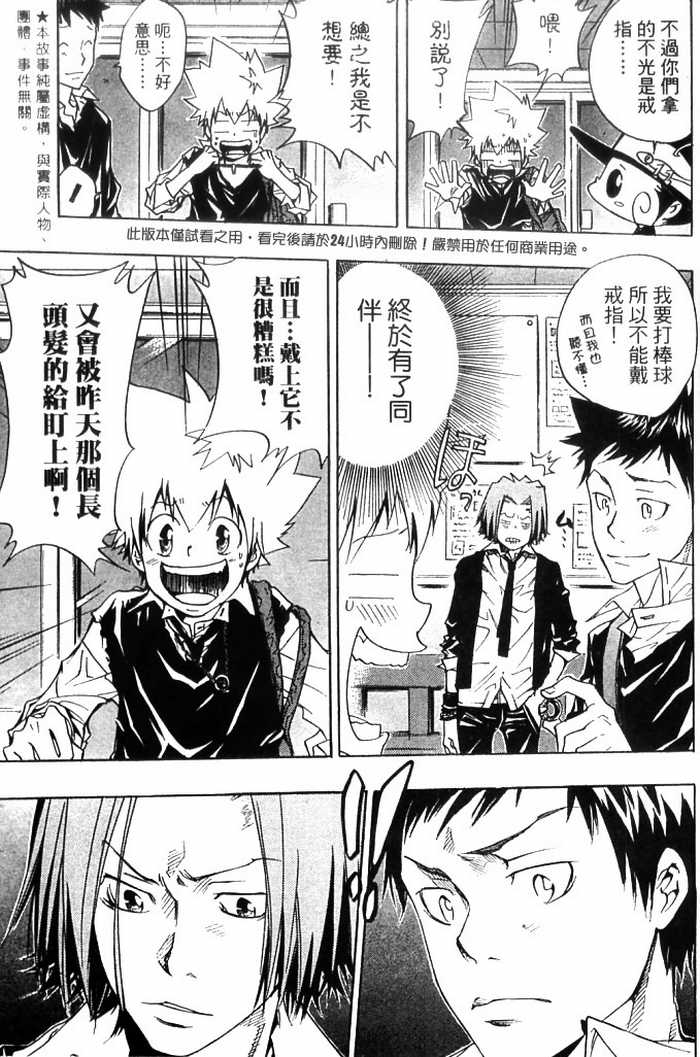 不過你們拿
的不光是戒
指⋯⋯
喂！
別說了！
總之我是不
想要！
呃⋯不好
意思⋯⋯
★本故事純屬虛構，與實際人物、
團體、事件無關。
此版本僅試看之用，看完後請於24小時內刪除！嚴禁用於任何商業用途。
我要打棒球
所以不能戴
戒指！
而且我也
聽不懂⋯
終於有了同
伴——！
ほっ
而且⋯戴上它不
是很糟糕嗎！
又會被昨天那個長
頭髮的給盯上啊！
!!